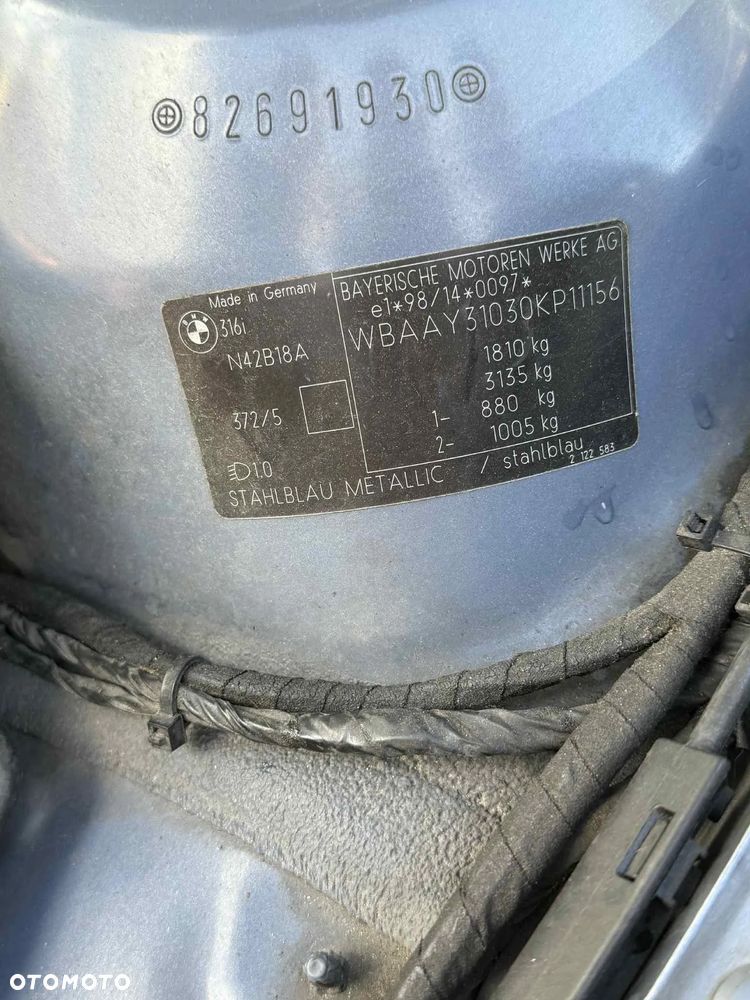 82691930
Made in Germany
BMW
316i
N42B18A
372/5
1.0
BAYERISCHE MOTOREN WERKE AG
e1*98/14*0097*
WBAAY31030KP11156
1810 kg
3135 kg
1- 880 kg
2- 1005 kg
STAHLBLAU METALLIC / stahlblau
2 122 583
OTOMOTO